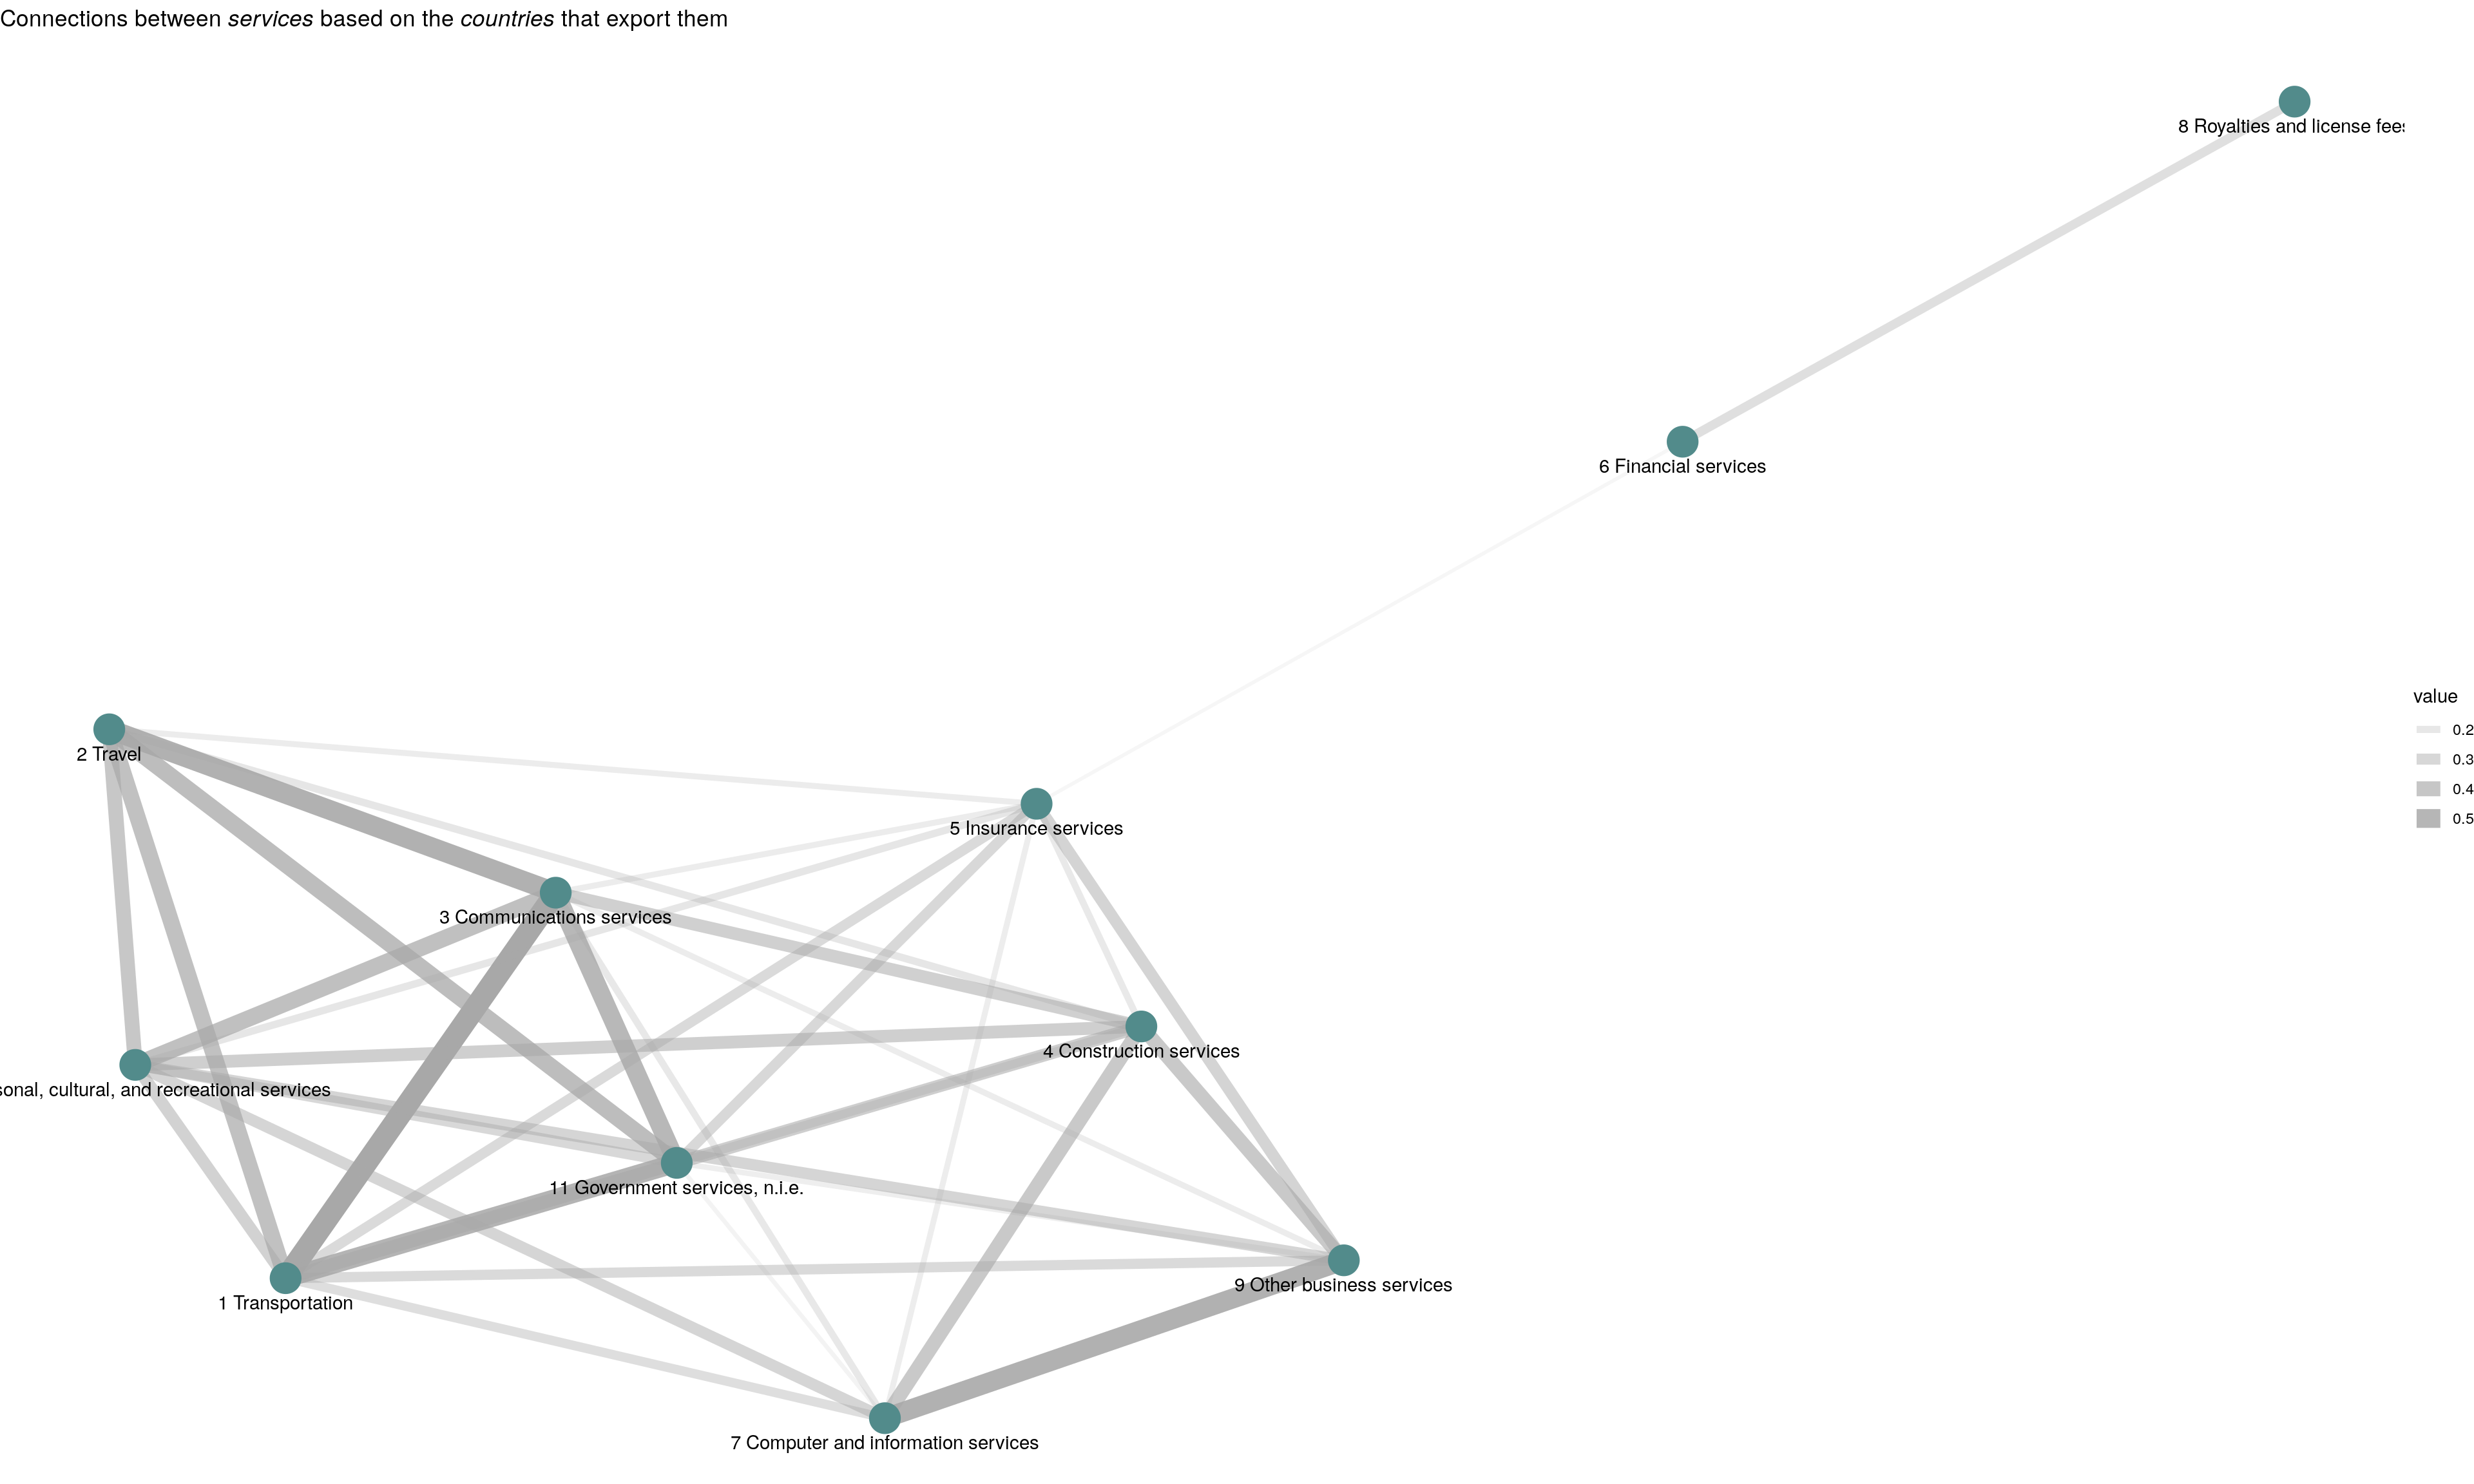 Connections between services based on the countries that export them
8 Royalties and license fees
6 Financial services
value
0.2
0.3
0.4
0.5
2 Travel
5 Insurance services
3 Communications services
4 Construction services
cultural, and recreational services
11 Government services, n.i.e.
9 Other business services
1 Transportation
7 Computer and information services